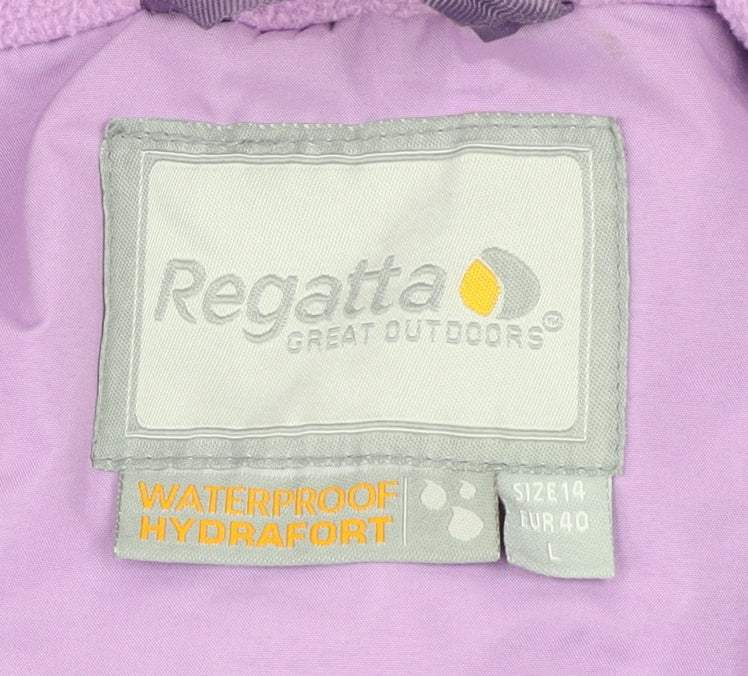 Regatta
GREAT OUTDOORS®
WATERPROOF
HYDRAFORT
SIZE 14
EUR 40
L